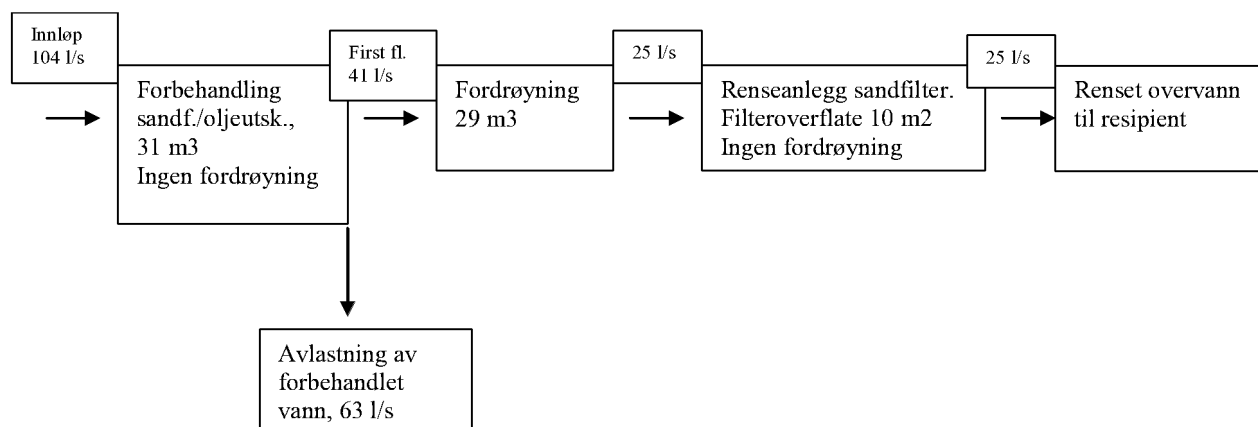 Innløp
104 l/s
Forbehandling
sandf./oljeutsk.,
31 m3
Ingen fordrøyning
First fl.
41 l/s
Fordrøyning
29 m3
25 l/s
Renseanlegg sandfilter.
Filteroverflate 10 m2
Ingen fordrøyning
25 l/s
Renset overvann
til resipient
Avlastning av
forbehandlet
vann, 63 l/s